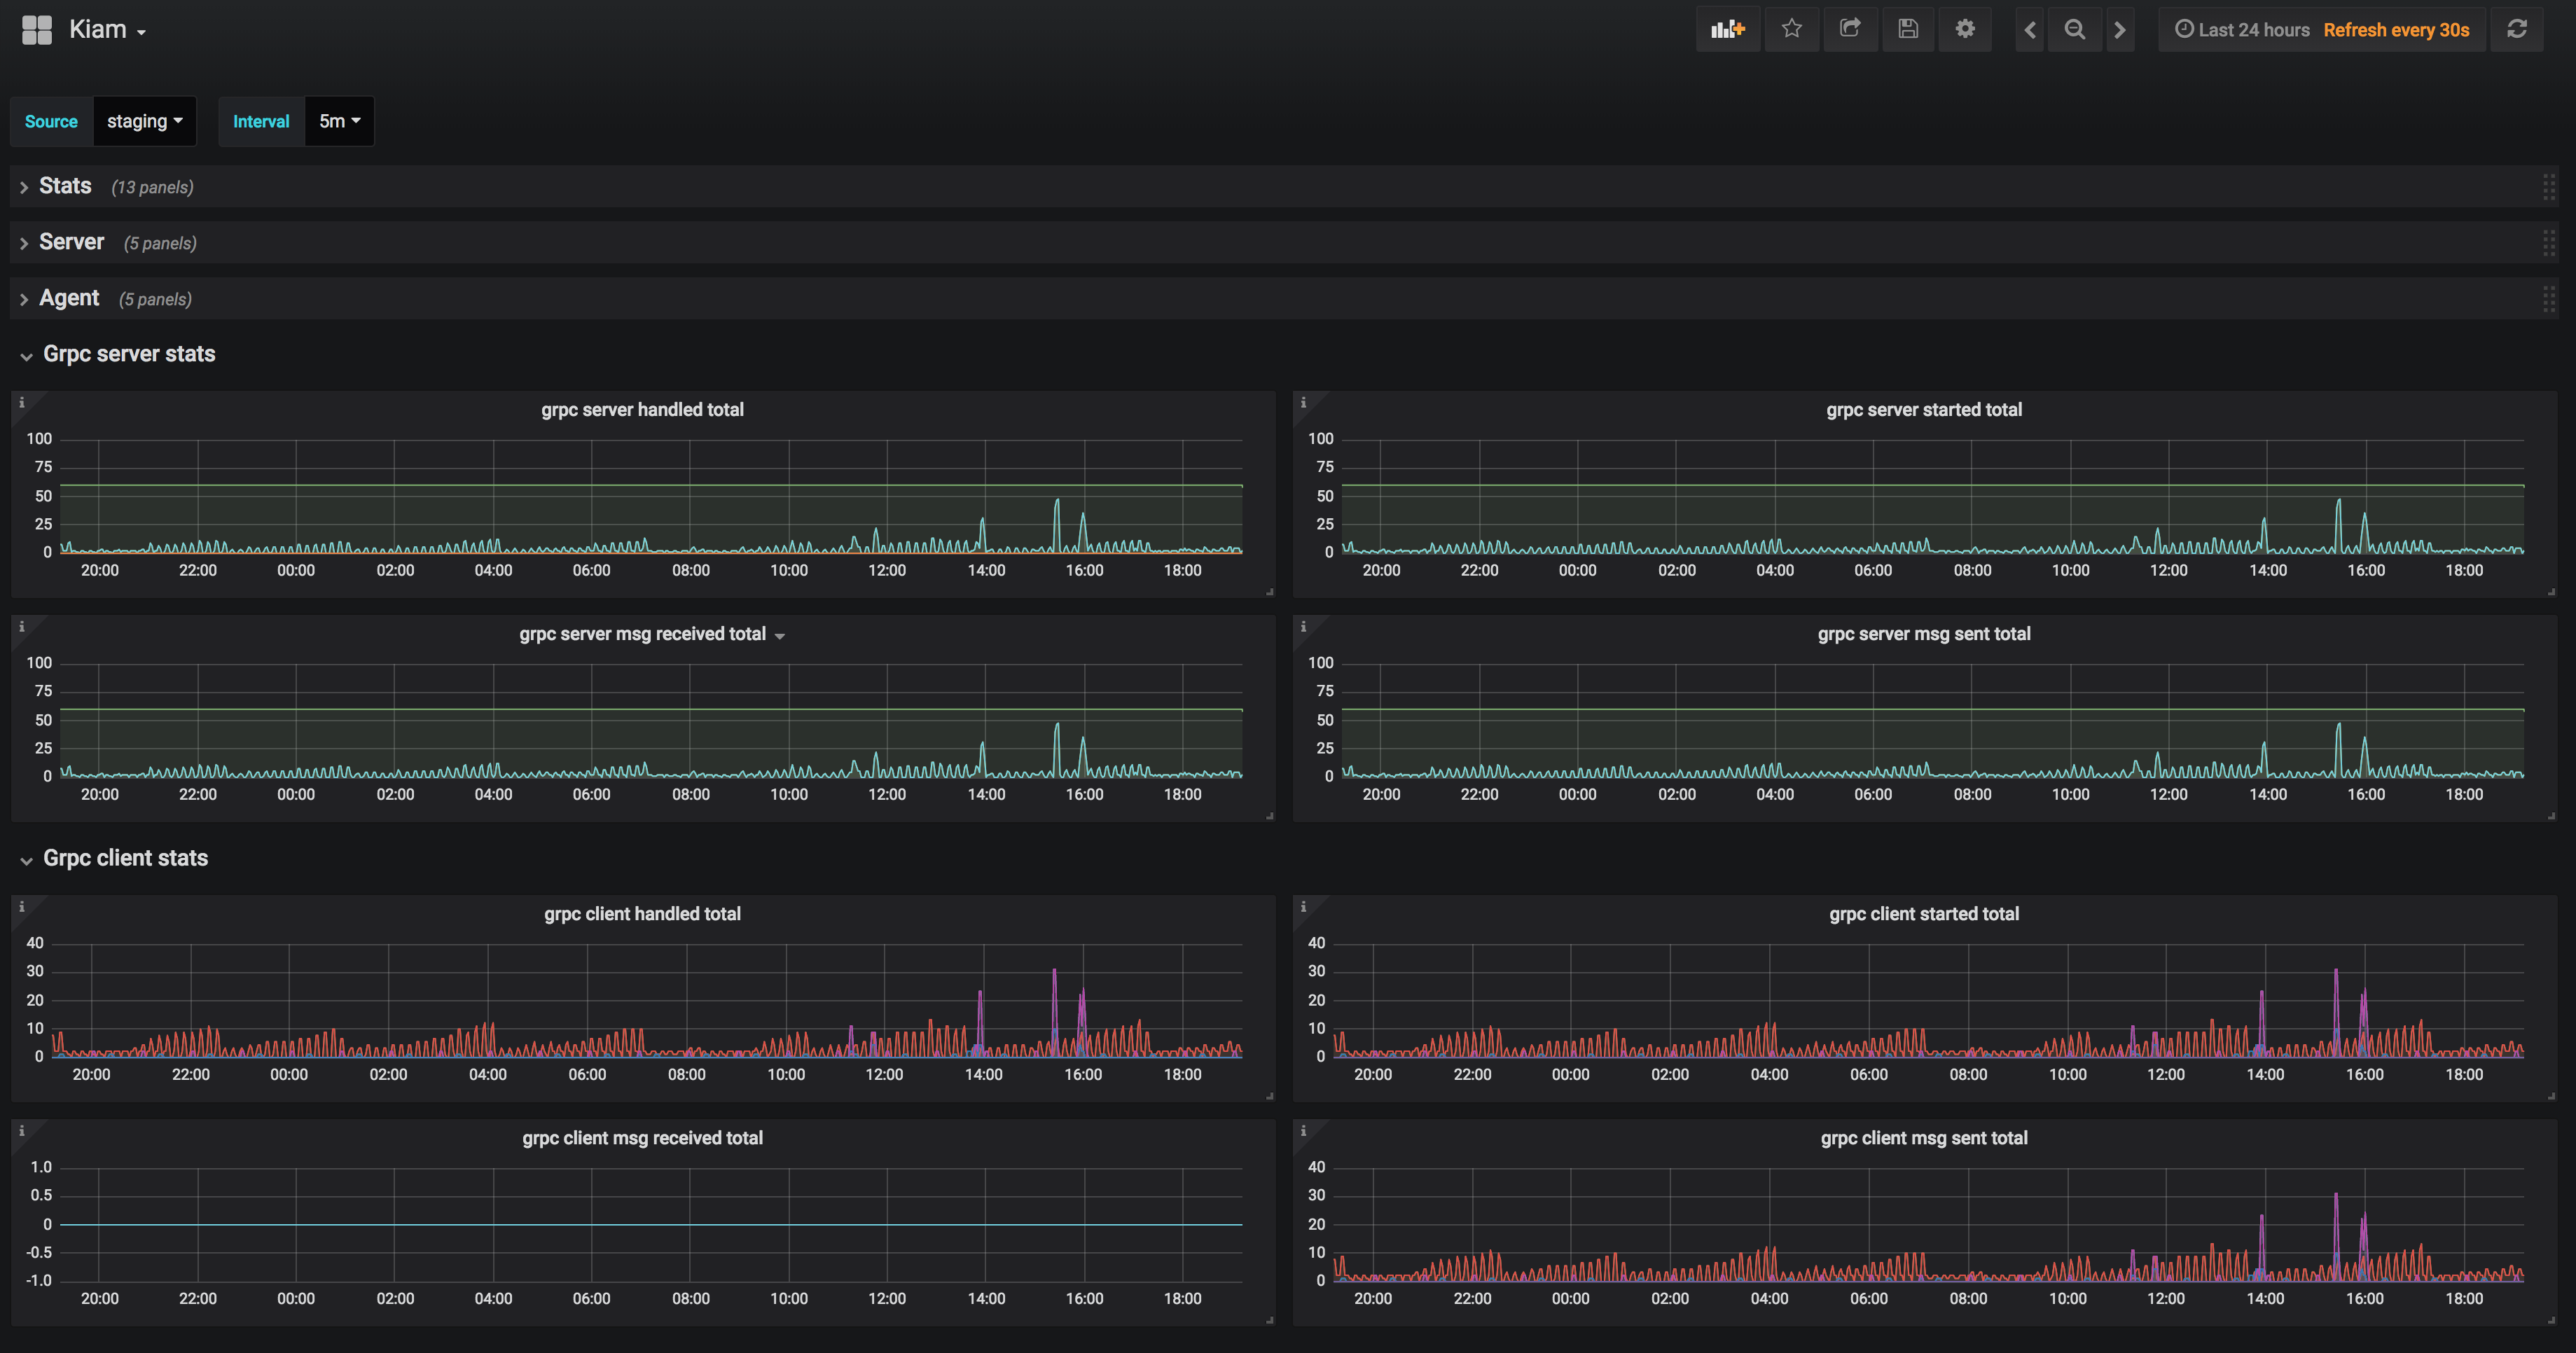 Kiam
Last 24 hours Refresh every 30s
Source staging Interval 5m
Stats (13 panels)
Server (5 panels)
Agent (5 panels)
Grpc server stats
grpc server handled total
100
75
50
25
0
20:00 22:00 00:00 02:00 04:00 06:00 08:00 10:00 12:00 14:00 16:00 18:00
grpc server started total
100
75
50
25
0
20:00 22:00 00:00 02:00 04:00 06:00 08:00 10:00 12:00 14:00 16:00 18:00
grpc server msg received total
100
75
50
25
0
20:00 22:00 00:00 02:00 04:00 06:00 08:00 10:00 12:00 14:00 16:00 18:00
grpc server msg sent total
100
75
50
25
0
20:00 22:00 00:00 02:00 04:00 06:00 08:00 10:00 12:00 14:00 16:00 18:00
Grpc client stats
grpc client handled total
40
30
20
10
0
20:00 22:00 00:00 02:00 04:00 06:00 08:00 10:00 12:00 14:00 16:00 18:00
grpc client started total
40
30
20
10
0
20:00 22:00 00:00 02:00 04:00 06:00 08:00 10:00 12:00 14:00 16:00 18:00
grpc client msg received total
1.0
0.5
0
-0.5
-1.0
20:00 22:00 00:00 02:00 04:00 06:00 08:00 10:00 12:00 14:00 16:00 18:00
grpc client msg sent total
40
30
20
10
0
20:00 22:00 00:00 02:00 04:00 06:00 08:00 10:00 12:00 14:00 16:00 18:00